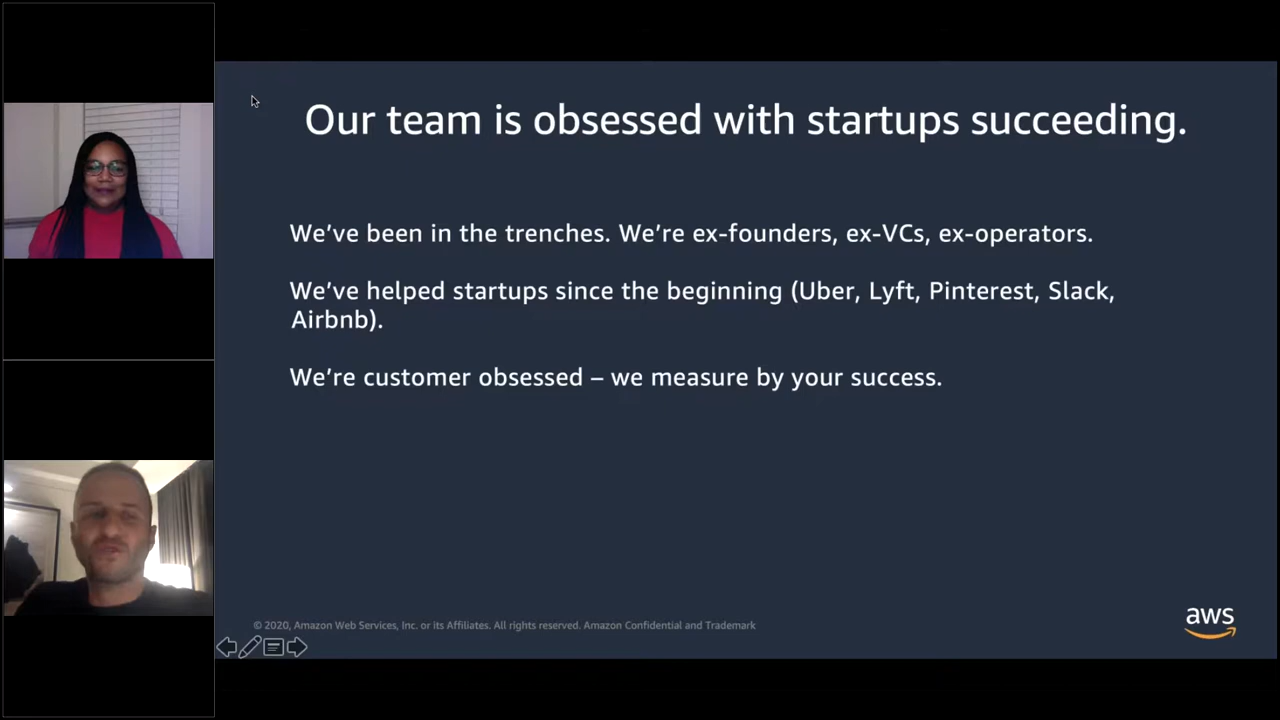 Our team is obsessed with startups succeeding.
We’ve been in the trenches. We’re ex-founders, ex-VCs, ex-operators.
We’ve helped startups since the beginning (Uber, Lyft, Pinterest, Slack,
Airbnb).
We’re customer obsessed – we measure by your success.
© 2020, Amazon Web Services, Inc. or its Affiliates. All rights reserved. Amazon Confidential and Trademark
aws